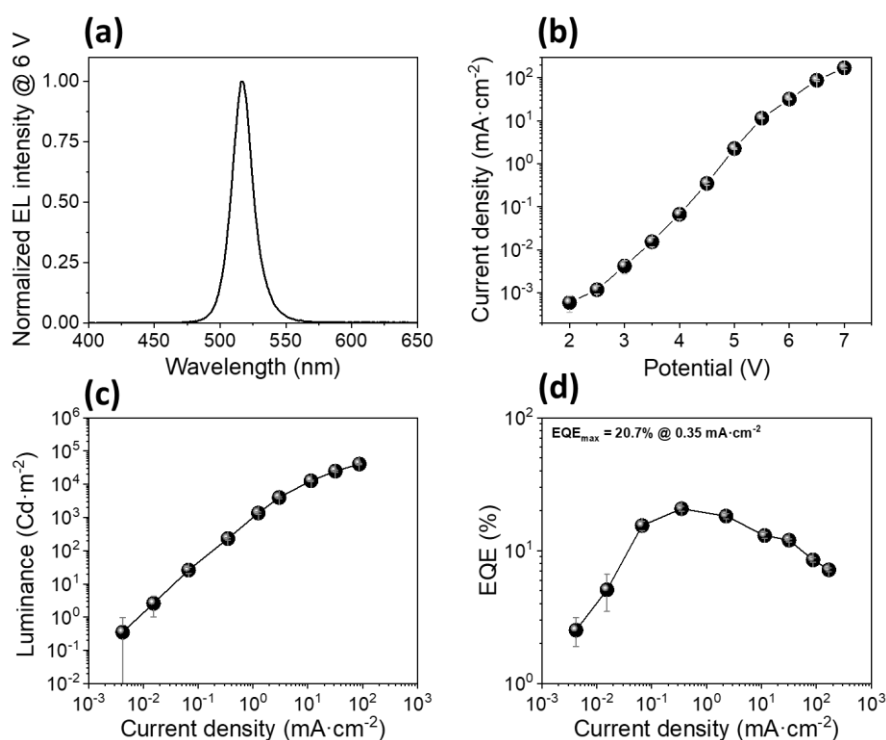 (a)
Normalized EL intensity @ 6 V
1.00
0.75
0.50
0.25
0.00
400 450 500 550 600 650
Wavelength (nm)
(b)
Current density (mA·cm⁻²)
10²
10¹
10⁰
10⁻¹
10⁻²
10⁻³
2 3 4 5 6 7
Potential (V)
(c)
Luminance (Cd·m⁻²)
10⁶
10⁵
10⁴
10³
10²
10¹
10⁰
10⁻¹
10⁻²
10⁻³ 10⁻² 10⁻¹ 10⁰ 10¹ 10² 10³
Current density (mA·cm⁻²)
(d)
EQE (%)
10²
10¹
10⁰
EQEₘₐₓ = 20.7% @ 0.35 mA·cm⁻²
10⁻³ 10⁻² 10⁻¹ 10⁰ 10¹ 10² 10³
Current density (mA·cm⁻²)